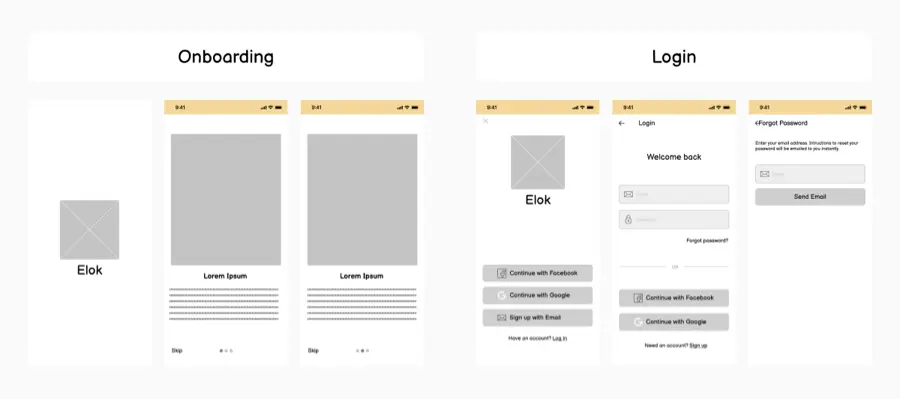 Onboarding
Login
Elok
9:41
Lorem Ipsum
Skip
9:41
Lorem Ipsum
Skip
9:41
Elok
Continue with Facebook
Continue with Google
Sign up with Email
Have an account? Log in
9:41
Login
Welcome back
Forgot password?
OR
Continue with Facebook
Continue with Google
Need an account? Sign up
9:41
Forgot Password
Enter your email address. Intructions to reset your
password will be emailed to you instantly.
Send Email